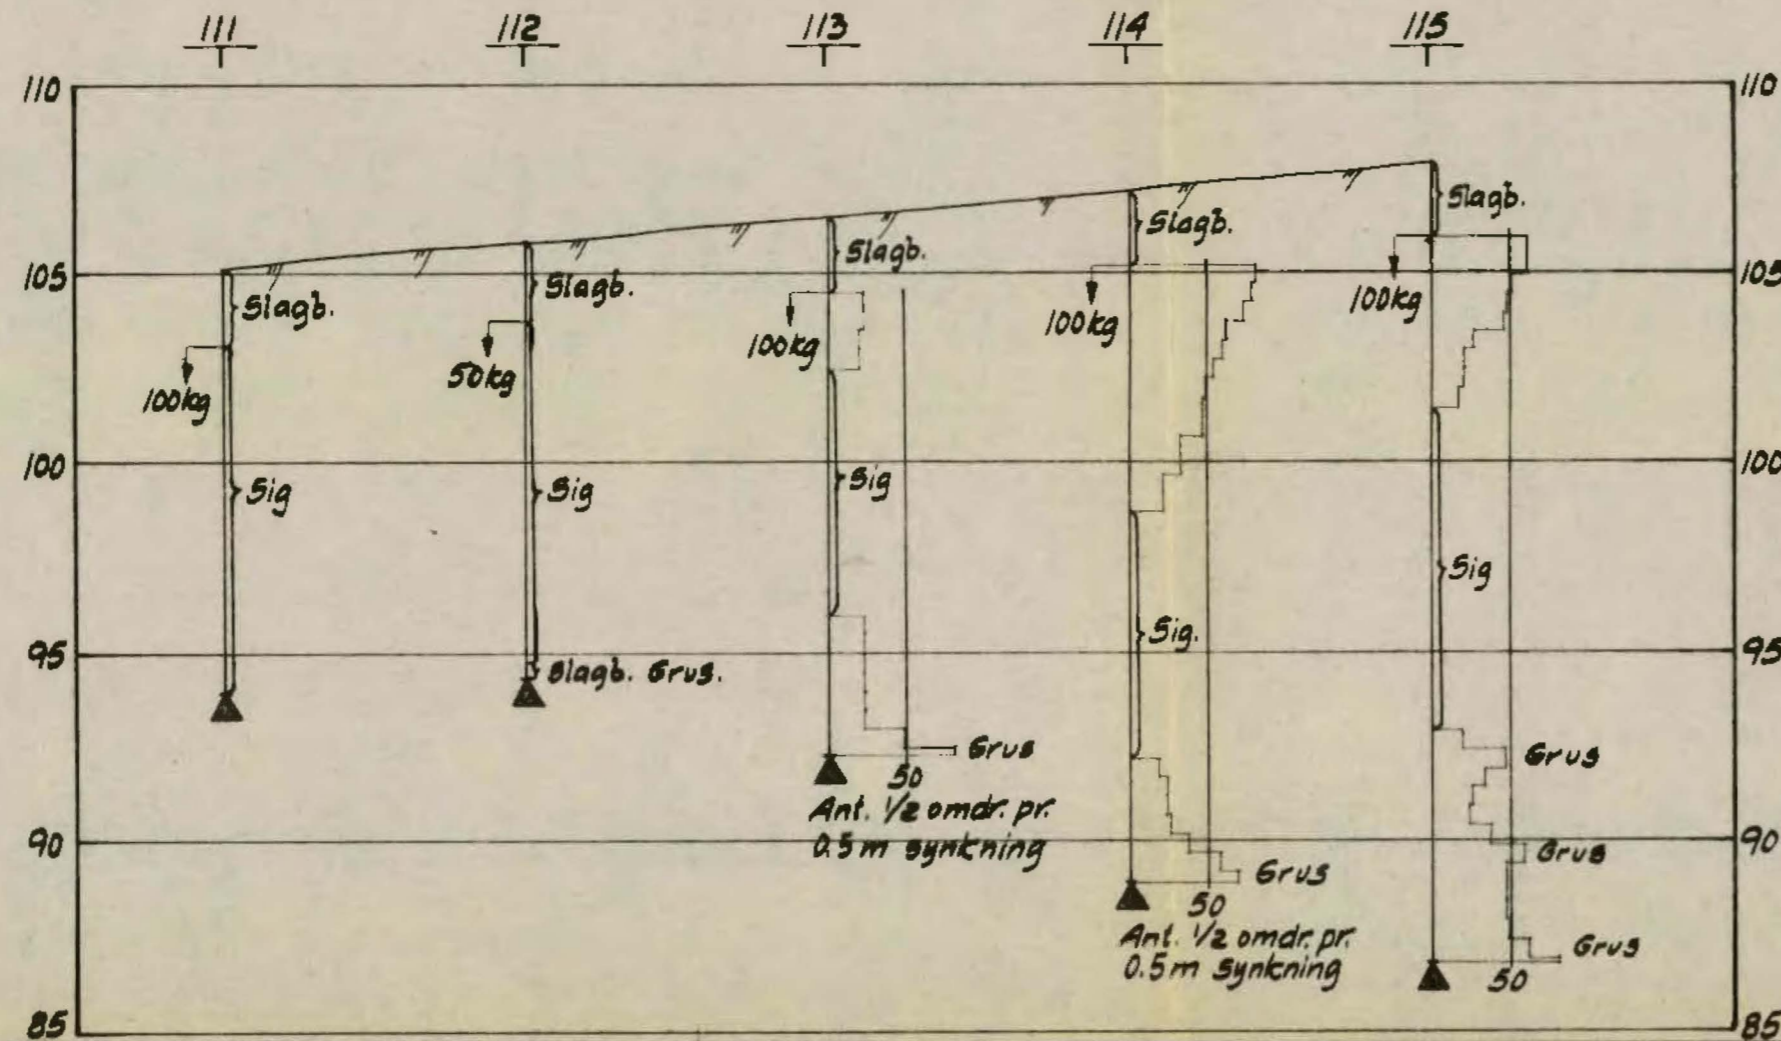 111 112 113 114 115
110 110
Slagb.
Slagb.
Slagb.
Slagb.
Slagb.
105 105
100kg
50kg
100kg
100kg
100kg
100 100
Sig
Sig
Sig
Sig.
Sig
95 95
Slagb. Grus.
Grus
50
Ant. 1/2 omdr. pr.
0.5m synkning
Grus
Grus
90 90
Grus
50
Ant. 1/2 omdr. pr.
0.5m synkning
Grus
50
85 85